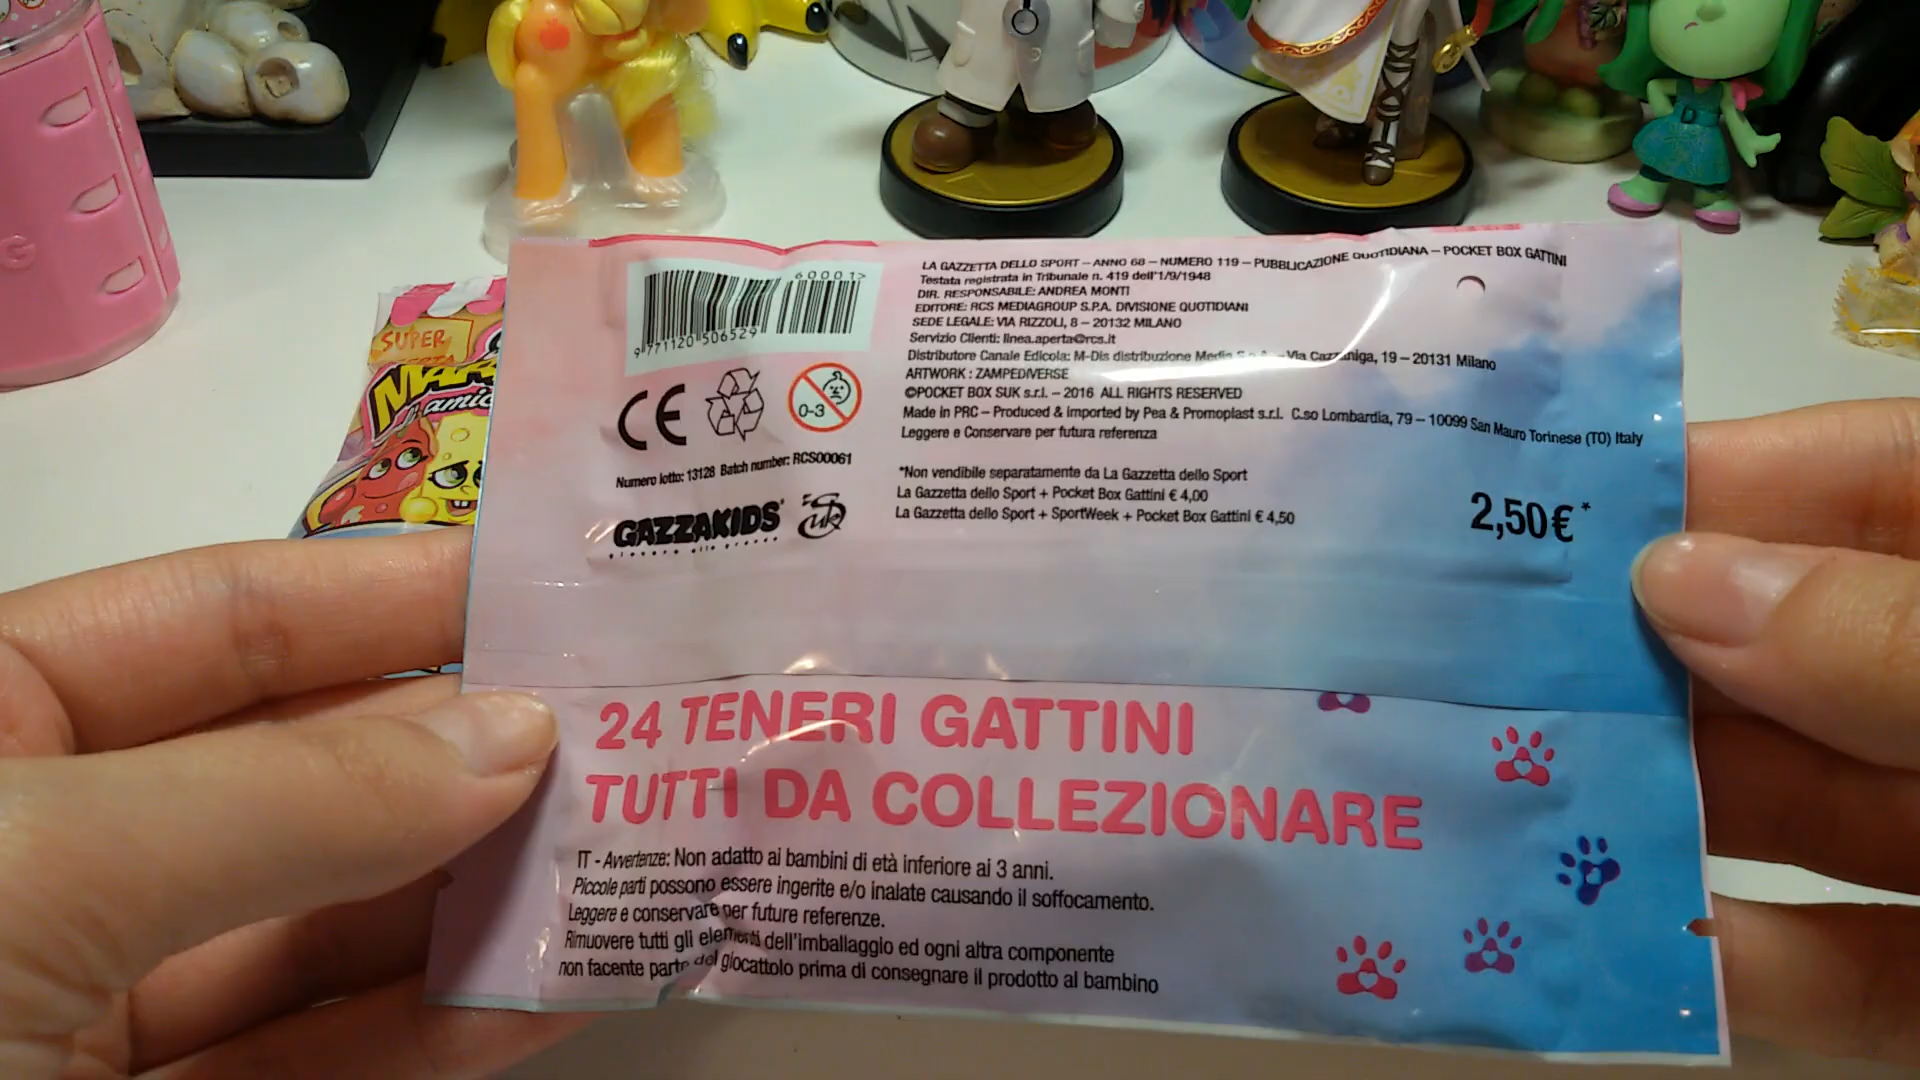 60001>
9 771120 506529
CE
0-3
Numero lotto: 13128 Batch number: RCS00061
GAZZAKIDS
giocare alla grande
suk
LA GAZZETTA DELLO SPORT – ANNO 68 – NUMERO 119 – PUBBLICAZIONE QUOTIDIANA – POCKET BOX GATTINI
Testata registrata in Tribunale n. 419 dell'1/9/1948
DIR. RESPONSABILE: ANDREA MONTI
EDITORE: RCS MEDIAGROUP S.P.A. DIVISIONE QUOTIDIANI
SEDE LEGALE: VIA RIZZOLI, 8 – 20132 MILANO
Servizio Clienti: linea.aperta@rcs.it
Distributore Canale Edicola: M-Dis distribuzione Media S.p.A. – Via Cazzaniga, 19 – 20131 Milano
ARTWORK : ZAMPEDIVERSE
©POCKET BOX SUK s.r.l. – 2016 ALL RIGHTS RESERVED
Made in PRC – Produced & Imported by Pea & Promoplast s.r.l. C.so Lombardia, 79 – 10099 San Mauro Torinese (TO) Italy
Leggere e Conservare per futura referenza
*Non vendibile separatamente da La Gazzetta dello Sport
La Gazzetta dello Sport + Pocket Box Gattini € 4,00
La Gazzetta dello Sport + SportWeek + Pocket Box Gattini € 4,50
2,50€*
24 TENERI GATTINI
TUTTI DA COLLEZIONARE
IT - Avvertenze: Non adatto ai bambini di età inferiore ai 3 anni.
Piccole parti possono essere ingerite e/o inalate causando il soffocamento.
Leggere e conservare per future referenze.
Rimuovere tutti gli elementi dell'imballaggio ed ogni altra componente
non facente parte del giocattolo prima di consegnare il prodotto al bambino
SUPER
amic